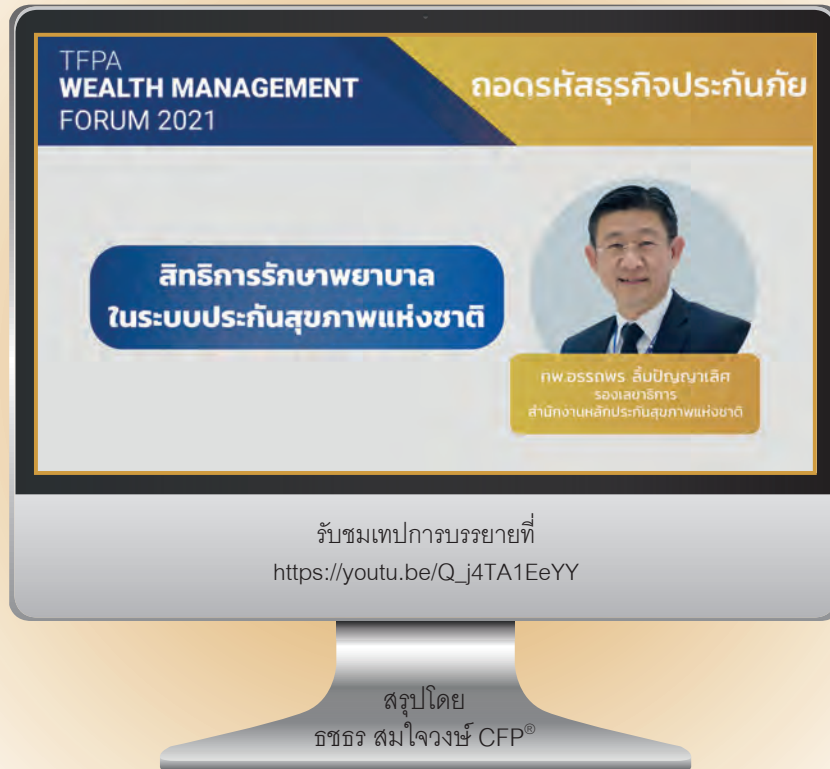 TFPA
WEALTH MANAGEMENT
FORUM 2021
ถอดรหัสธุรกิจประกันภัย
สิทธิการรักษาพยาบาล
ในระบบประกันสุขภาพแห่งชาติ
ทพ.อรรถพร ลิ้มปัญญาเลิศ
รองเลขาธิการ
สำนักงานหลักประกันสุขภาพแห่งชาติ
รับชมเทปการบรรยายที่
https://youtu.be/Q_j4TA1EeYY
สรุปโดย
ธชธร สมใจวงษ์ CFP®